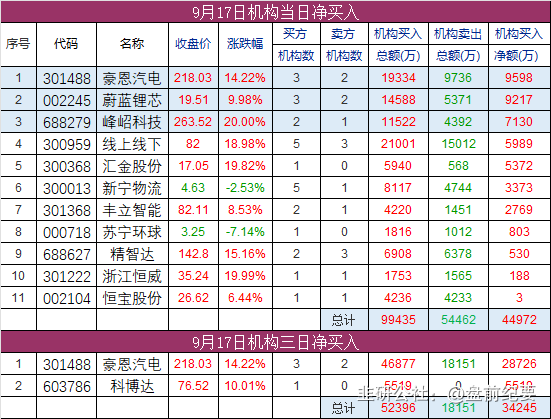 9月17日机构当日净买入
序号 代码 名称 收盘价 涨跌幅 买方机构数 卖方机构数 机构买入总额(万) 机构卖出总额(万) 机构买入净额(万)
1 301488 豪恩汽电 218.03 14.22% 3 2 19334 9736 9598
2 002245 蔚蓝锂芯 19.51 9.98% 3 2 14588 5371 9217
3 688279 峰岹科技 263.52 20.00% 2 1 11522 4392 7130
4 300959 线上线下 82 18.98% 5 3 21001 15012 5989
5 300368 汇金股份 17.05 19.82% 1 0 5940 568 5372
6 300013 新宁物流 4.63 -2.53% 5 1 8117 4744 3373
7 301368 丰立智能 82.11 8.53% 2 1 4220 1451 2769
8 000718 苏宁环球 3.25 -7.14% 1 0 1816 1012 803
9 688627 精智达 142.8 15.16% 2 3 6908 6378 530
10 301222 浙江恒威 35.24 19.99% 1 1 1753 1565 188
11 002104 恒宝股份 26.62 6.44% 1 1 4236 4233 3
总计 99435 54462 44972
9月17日机构三日净买入
1 301488 豪恩汽电 218.03 14.22% 3 2 46877 18151 28726
2 603786 科博达 76.52 10.01% 1 0 5519 0 5519
总计 52396 18151 34245
韭研公社：@盘前纪要